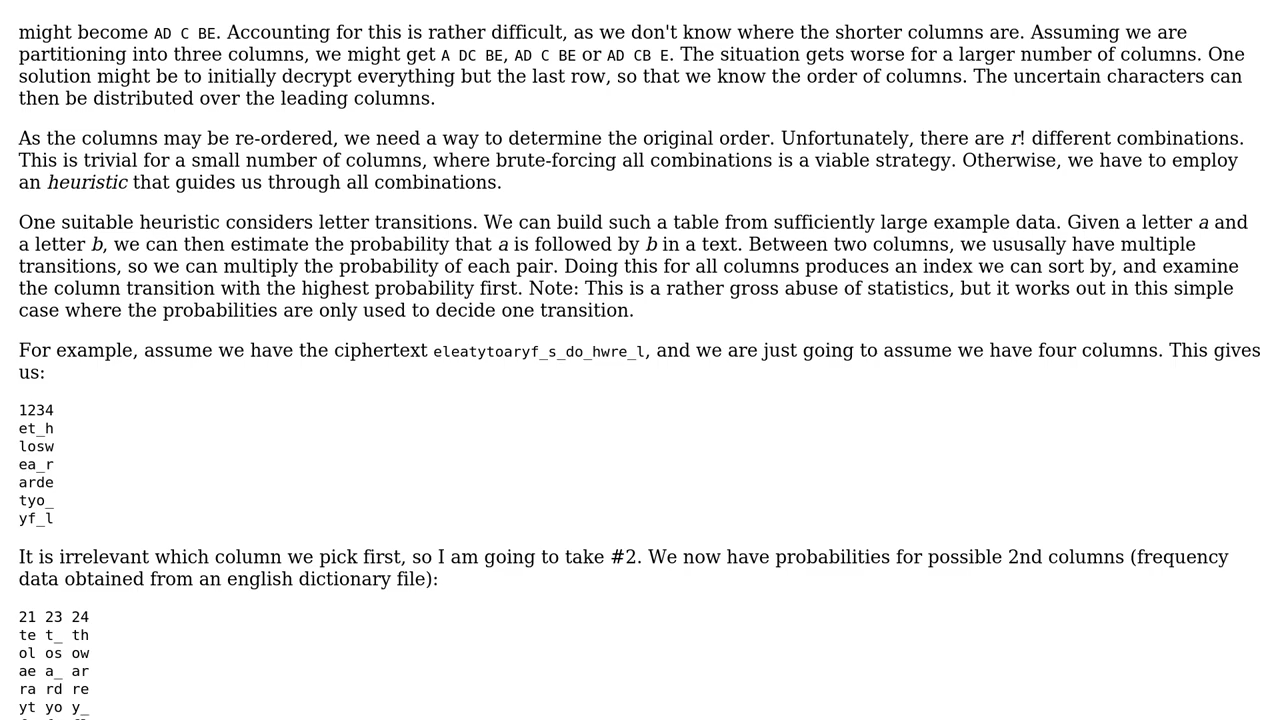 might become AD C BE. Accounting for this is rather difficult, as we don't know where the shorter columns are. Assuming we are
partitioning into three columns, we might get A DC BE, AD C BE or AD CB E. The situation gets worse for a larger number of columns. One
solution might be to initially decrypt everything but the last row, so that we know the order of columns. The uncertain characters can
then be distributed over the leading columns.
As the columns may be re-ordered, we need a way to determine the original order. Unfortunately, there are r! different combinations.
This is trivial for a small number of columns, where brute-forcing all combinations is a viable strategy. Otherwise, we have to employ
an heuristic that guides us through all combinations.
One suitable heuristic considers letter transitions. We can build such a table from sufficiently large example data. Given a letter a and
a letter b, we can then estimate the probability that a is followed by b in a text. Between two columns, we ususally have multiple
transitions, so we can multiply the probability of each pair. Doing this for all columns produces an index we can sort by, and examine
the column transition with the highest probability first. Note: This is a rather gross abuse of statistics, but it works out in this simple
case where the probabilities are only used to decide one transition.
For example, assume we have the ciphertext eleatytoaryf_s_do_hwre_l, and we are just going to assume we have four columns. This gives
us:
1234
et_h
losw
ea_r
arde
tyo_
yf_l
It is irrelevant which column we pick first, so I am going to take #2. We now have probabilities for possible 2nd columns (frequency
data obtained from an english dictionary file):
21 23 24
te t_ th
ol os ow
ae a_ ar
ra rd re
yt yo y_